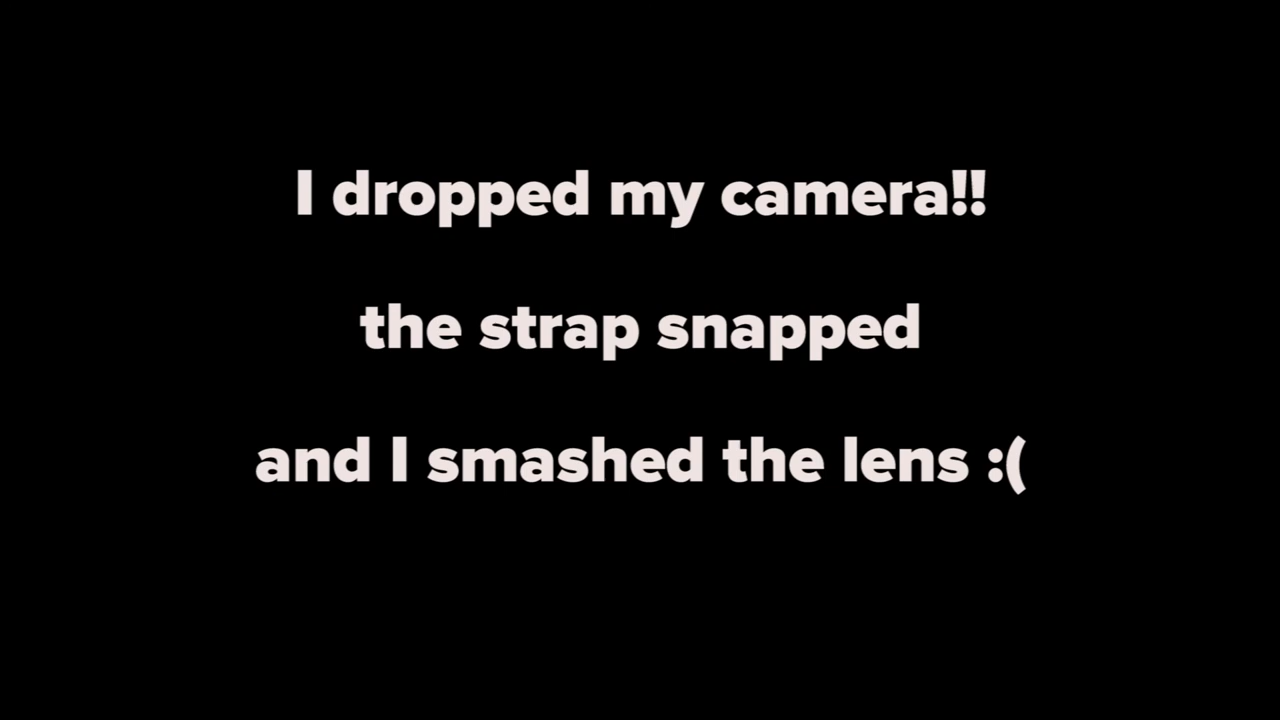 I dropped my camera!!
the strap snapped
and I smashed the lens :(